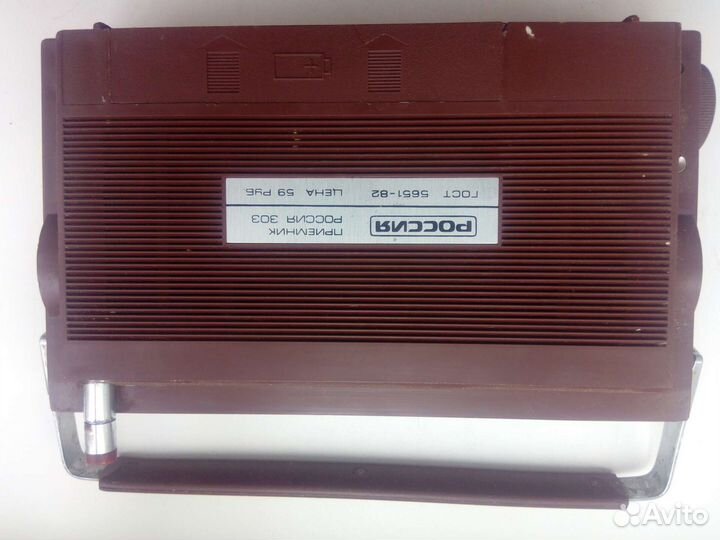 РОССИЯ
ПРИЕМНИК
РОССИЯ 303
ГОСТ 5651-82
ЦЕНА 59 РУБ.
Avito